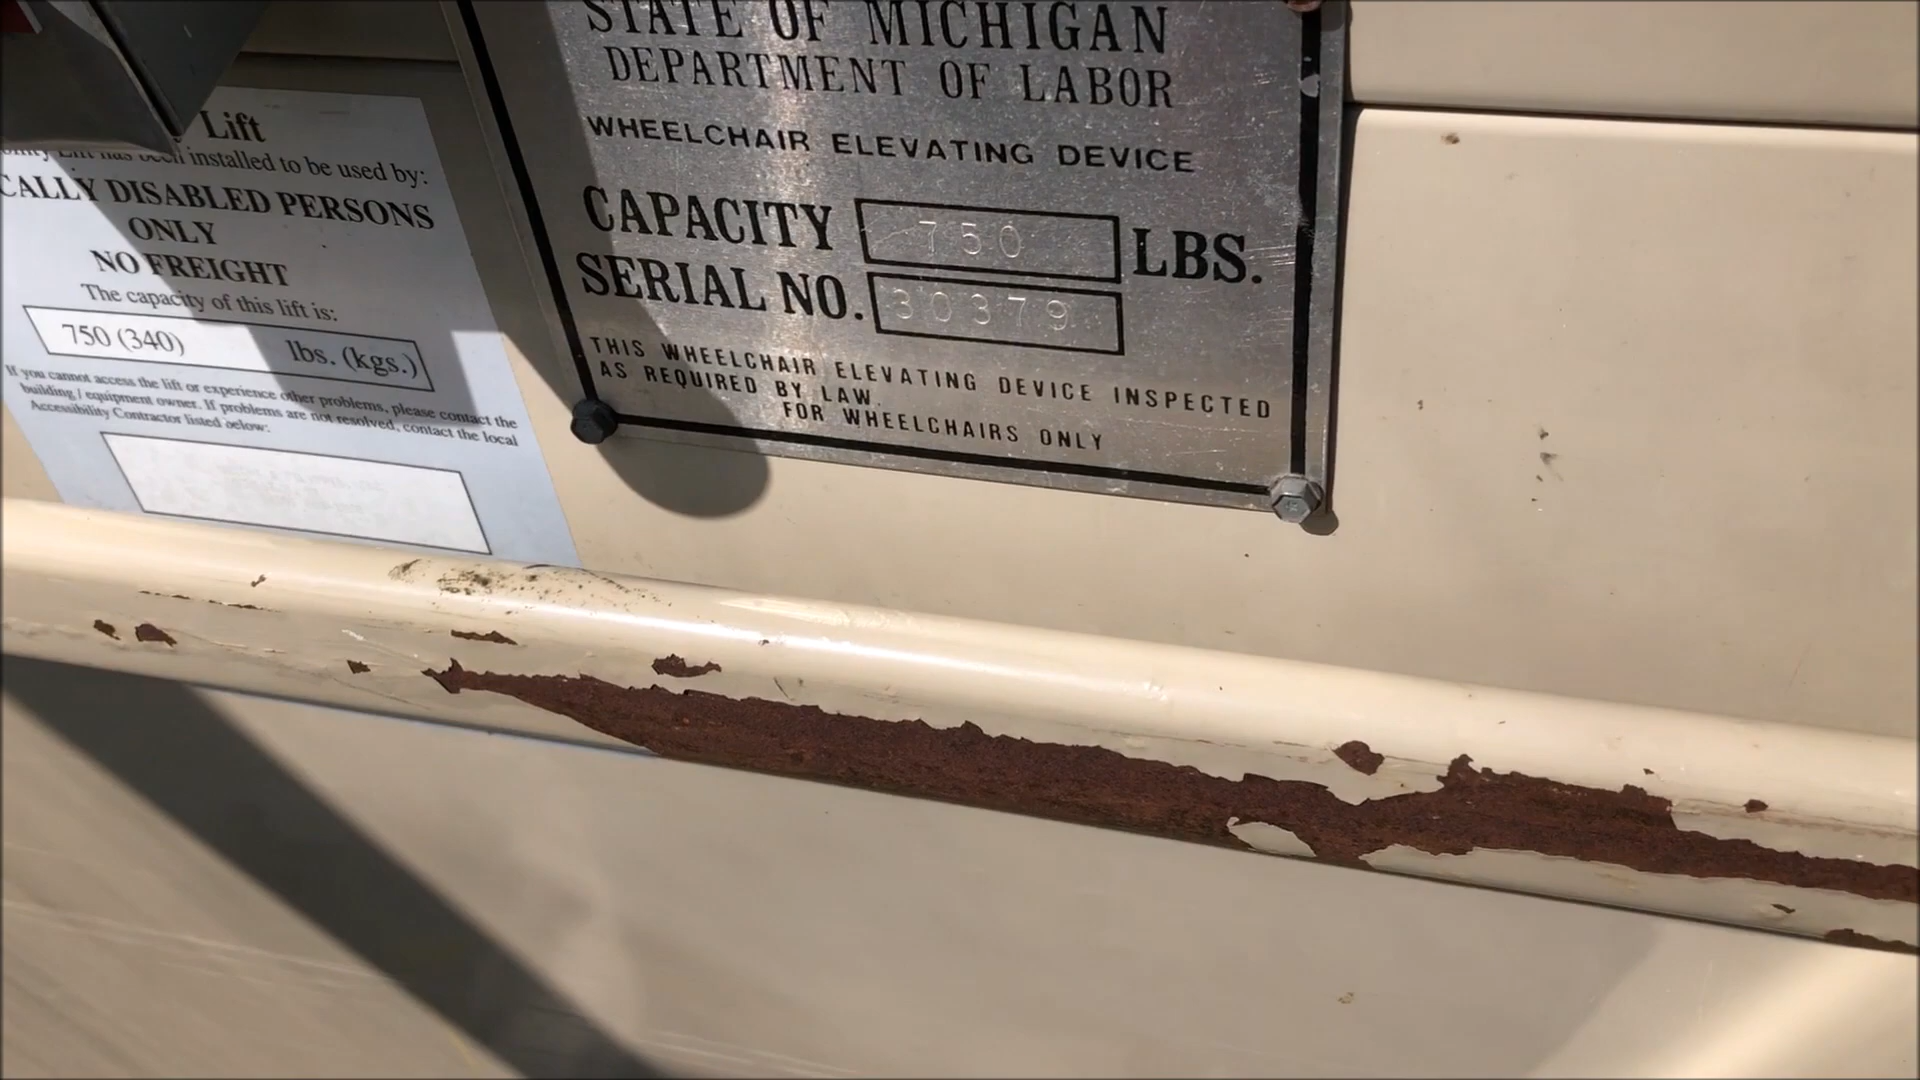 Lift
installed to be used by:
DISABLED PERSONS
ONLY
NO FREIGHT
The capacity of this lift is:
750 (340) lbs. (kgs.)
If you cannot access the lift or experience other problems, please contact the
building / equipment owner. If problems are not resolved, contact the local
Accessibility Contractor listed below:
STATE OF MICHIGAN
DEPARTMENT OF LABOR
WHEELCHAIR ELEVATING DEVICE
CAPACITY 750 LBS.
SERIAL NO. 30379
THIS WHEELCHAIR ELEVATING DEVICE INSPECTED
AS REQUIRED BY LAW.
FOR WHEELCHAIRS ONLY